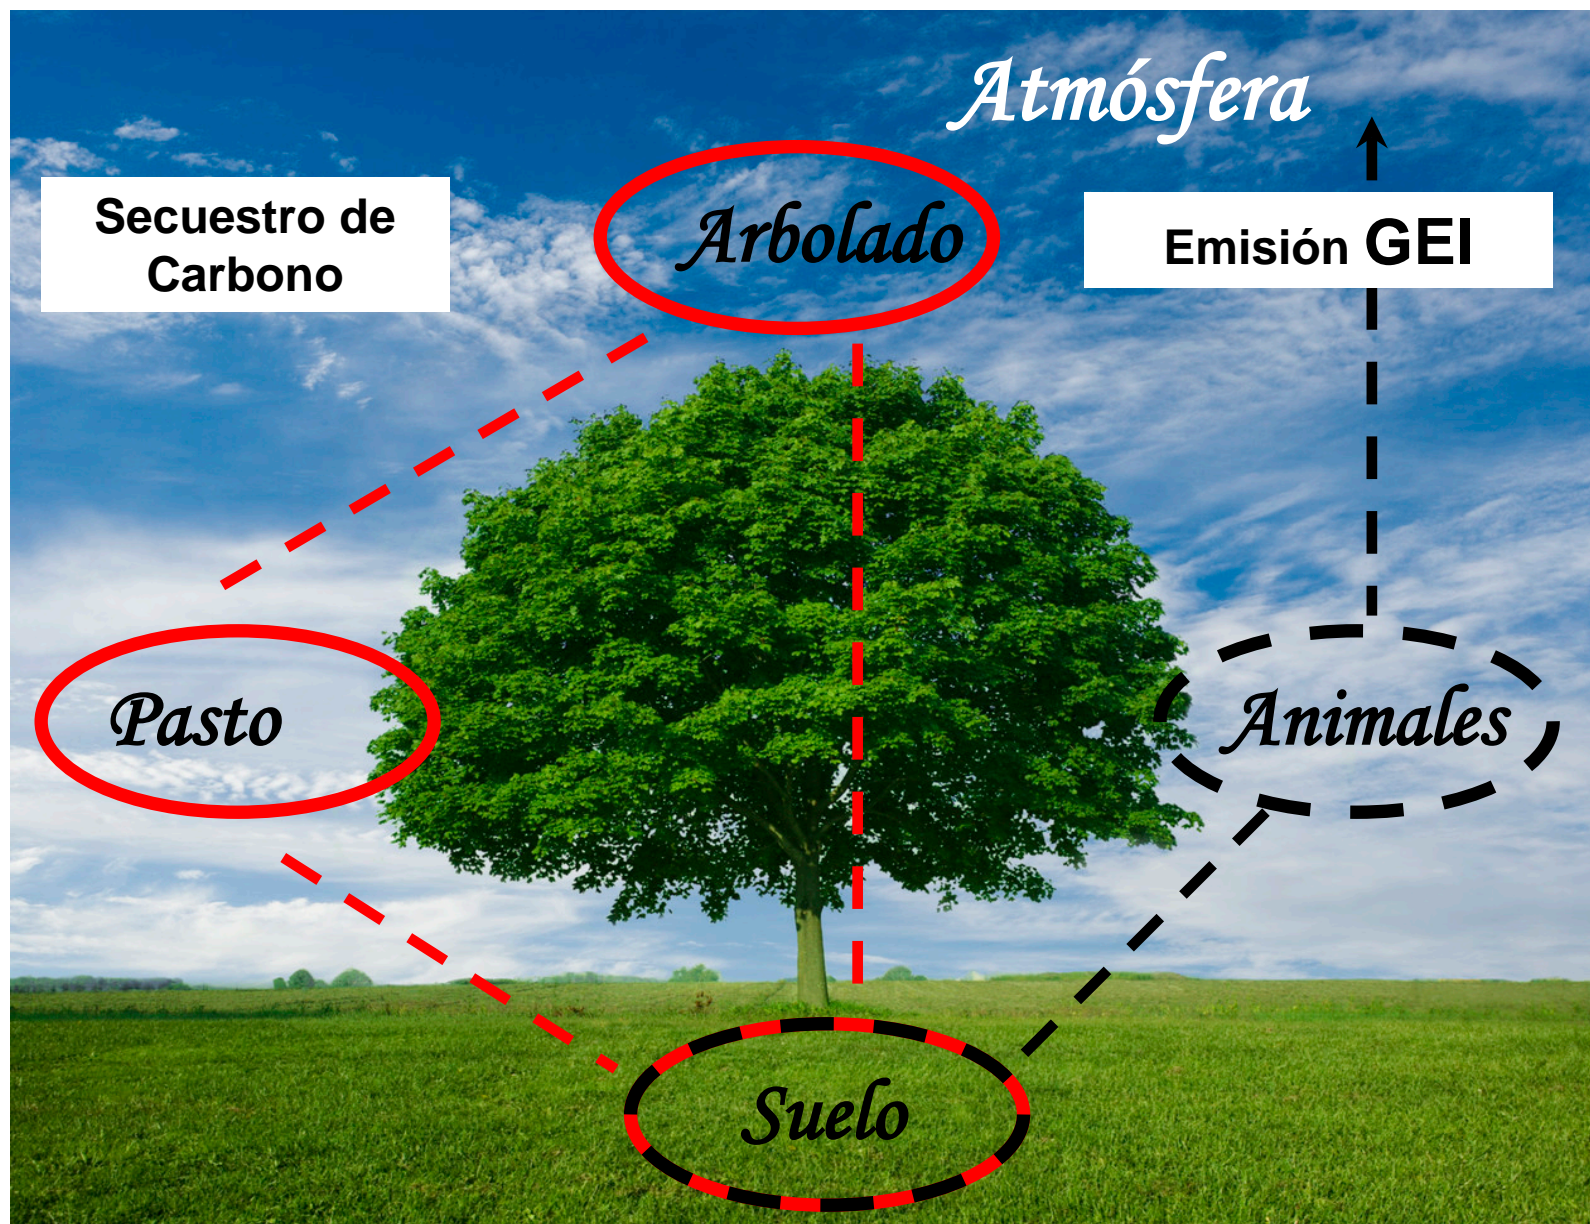 Atmósfera
Secuestro de
Carbono
Arbolado
Emisión GEI
Pasto
Animales
Suelo